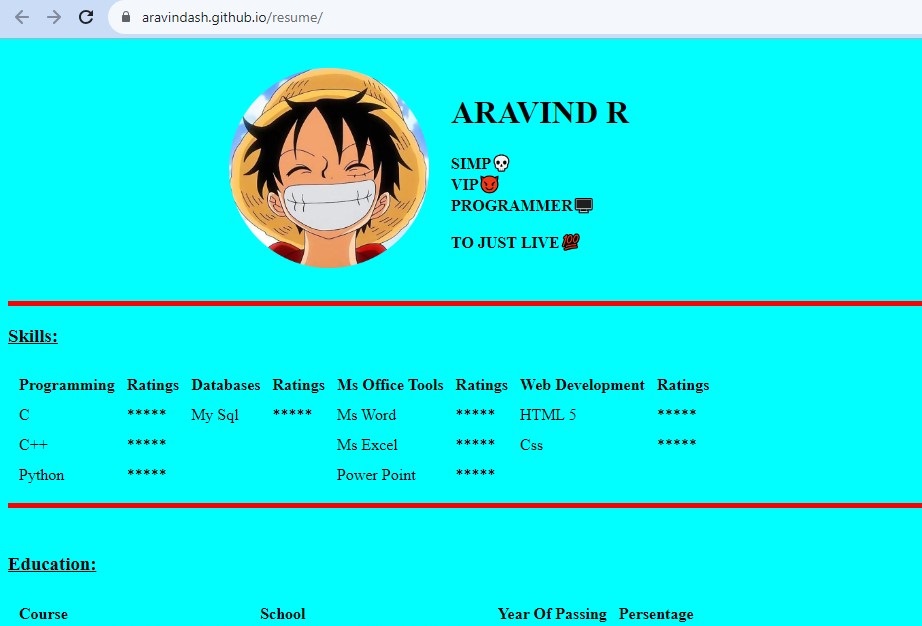 aravindash.github.io/resume/
ARAVIND R
SIMP💀
VIP😈
PROGRAMMER🖥️
TO JUST LIVE💯
Skills:
Programming Ratings Databases Ratings Ms Office Tools Ratings Web Development Ratings
C ***** My Sql ***** Ms Word ***** HTML 5 *****
C++ ***** Ms Excel ***** Css *****
Python ***** Power Point *****
Education:
Course School Year Of Passing Persentage